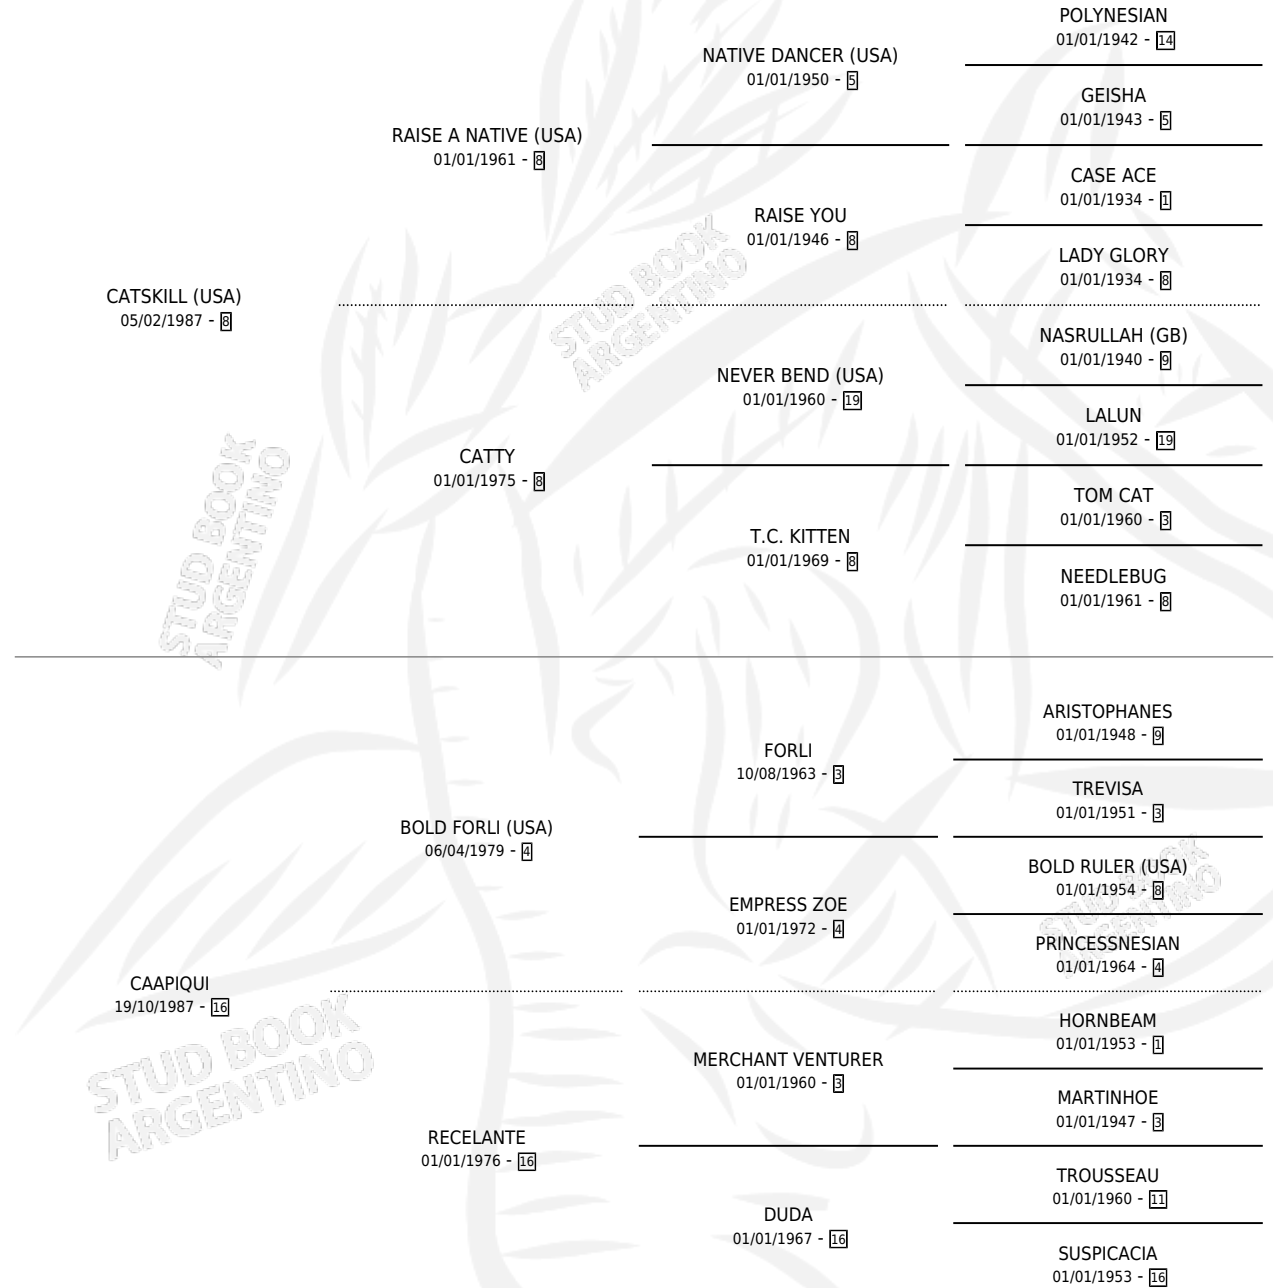 POLYNESIAN
01/01/1942 - 14
NATIVE DANCER (USA)
01/01/1950 - 5
GEISHA
01/01/1943 - 5
RAISE A NATIVE (USA)
01/01/1961 - 8
CASE ACE
01/01/1934 - 1
RAISE YOU
01/01/1946 - 8
LADY GLORY
01/01/1934 - 8
CATSKILL (USA)
05/02/1987 - 8
NASRULLAH (GB)
01/01/1940 - 9
NEVER BEND (USA)
01/01/1960 - 19
LALUN
01/01/1952 - 19
CATTY
01/01/1975 - 8
TOM CAT
01/01/1960 - 3
T.C. KITTEN
01/01/1969 - 8
NEEDLEBUG
01/01/1961 - 8
ARISTOPHANES
01/01/1948 - 9
FORLI
10/08/1963 - 3
TREVISA
01/01/1951 - 3
BOLD FORLI (USA)
06/04/1979 - 4
BOLD RULER (USA)
01/01/1954 - 8
EMPRESS ZOE
01/01/1972 - 4
PRINCESSNESIAN
01/01/1964 - 4
CAAPIQUI
19/10/1987 - 16
HORNBEAM
01/01/1953 - 1
MERCHANT VENTURER
01/01/1960 - 3
MARTINHOE
01/01/1947 - 3
RECELANTE
01/01/1976 - 16
TROUSSEAU
01/01/1960 - 11
DUDA
01/01/1967 - 16
SUSPICACIA
01/01/1953 - 16
STUD BOOK
ARGENTINO
STUD BOOK
ARGENTINO
STUD BOOK
ARGENTINO
STUD BOOK
ARGENTINO